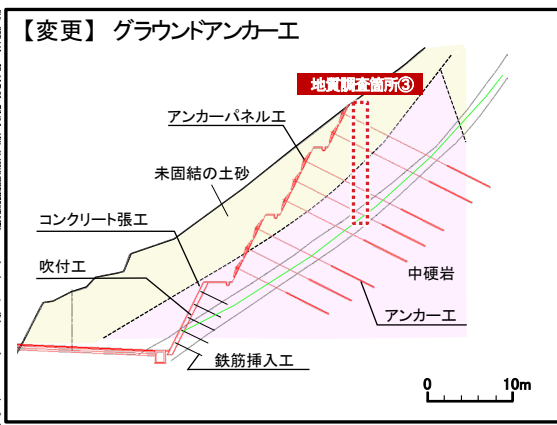 【変更】 グラウンドアンカー工
地質調査箇所③
アンカーパネル工
未固結の土砂
コンクリート張工
吹付工
中硬岩
アンカー工
鉄筋挿入工
0 10m